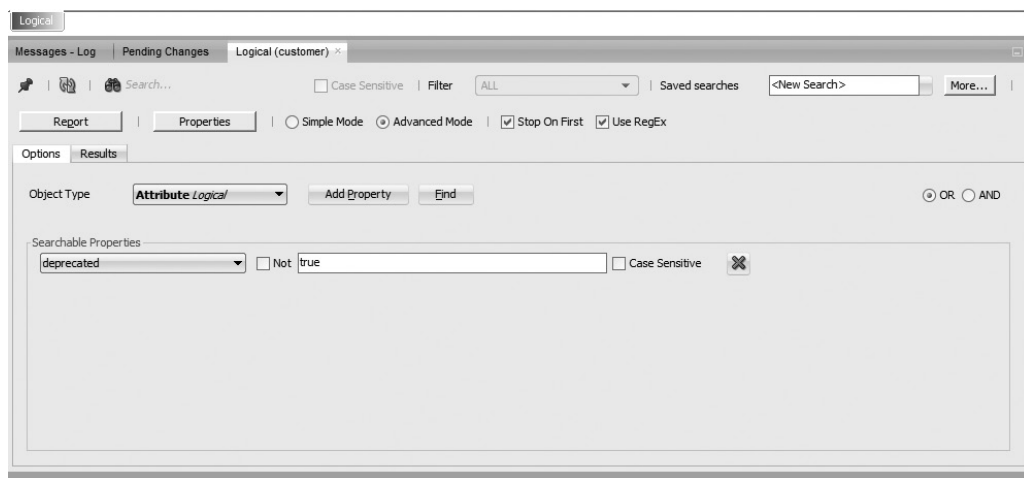 Logical
Messages - Log Pending Changes Logical (customer)
Search... Case Sensitive Filter ALL Saved searches <New Search> More...
Report Properties Simple Mode Advanced Mode Stop On First Use RegEx
Options Results
Object Type Attribute Logical Add Property Find OR AND
Searchable Properties
deprecated Not true Case Sensitive